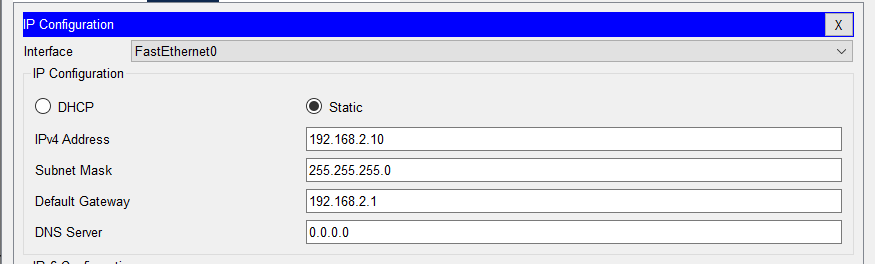 IP Configuration X
Interface FastEthernet0
IP Configuration
DHCP Static
IPv4 Address 192.168.2.10
Subnet Mask 255.255.255.0
Default Gateway 192.168.2.1
DNS Server 0.0.0.0